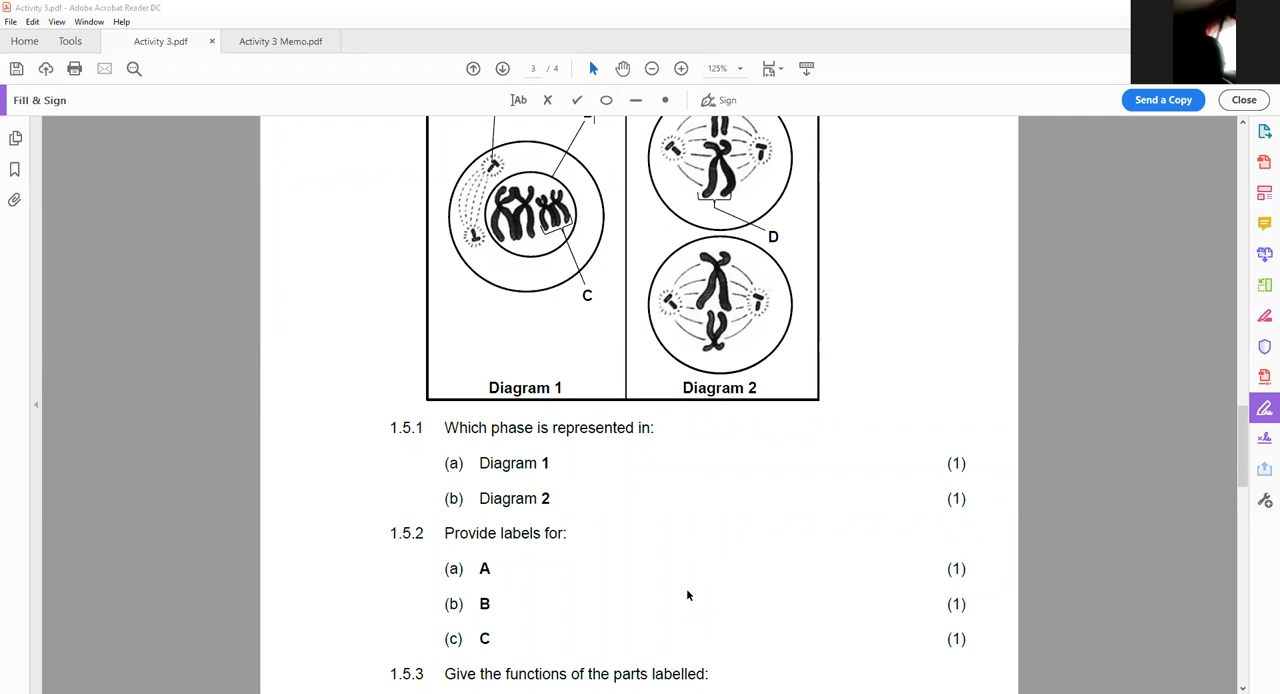 Activity 3.pdf - Adobe Acrobat Reader DC
File Edit View Window Help
Home Tools Activity 3.pdf × Activity 3 Memo.pdf
3 / 4 125%
Fill & Sign Ab Sign Send a Copy Close
C
D
Diagram 1 Diagram 2
1.5.1 Which phase is represented in:
(a) Diagram 1 (1)
(b) Diagram 2 (1)
1.5.2 Provide labels for:
(a) A (1)
(b) B (1)
(c) C (1)
1.5.3 Give the functions of the parts labelled: